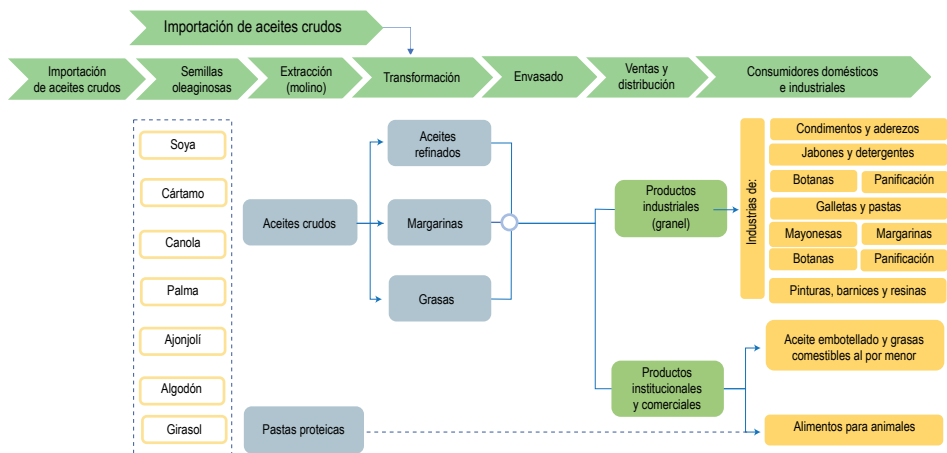 Importación de aceites crudos
Importación
de aceites crudos
Semillas
oleaginosas
Extracción
(molino)
Transformación
Envasado
Ventas y
distribución
Consumidores domésticos
e industriales
Soya
Cártamo
Canola
Palma
Ajonjolí
Algodón
Girasol
Aceites crudos
Pastas proteicas
Aceites
refinados
Margarinas
Grasas
Productos
industriales
(granel)
Productos
institucionales
y comerciales
Industrias de:
Condimentos y aderezos
Jabones y detergentes
Botanas
Panificación
Galletas y pastas
Mayonesas
Margarinas
Botanas
Panificación
Pinturas, barnices y resinas
Aceite embotellado y grasas
comestibles al por menor
Alimentos para animales